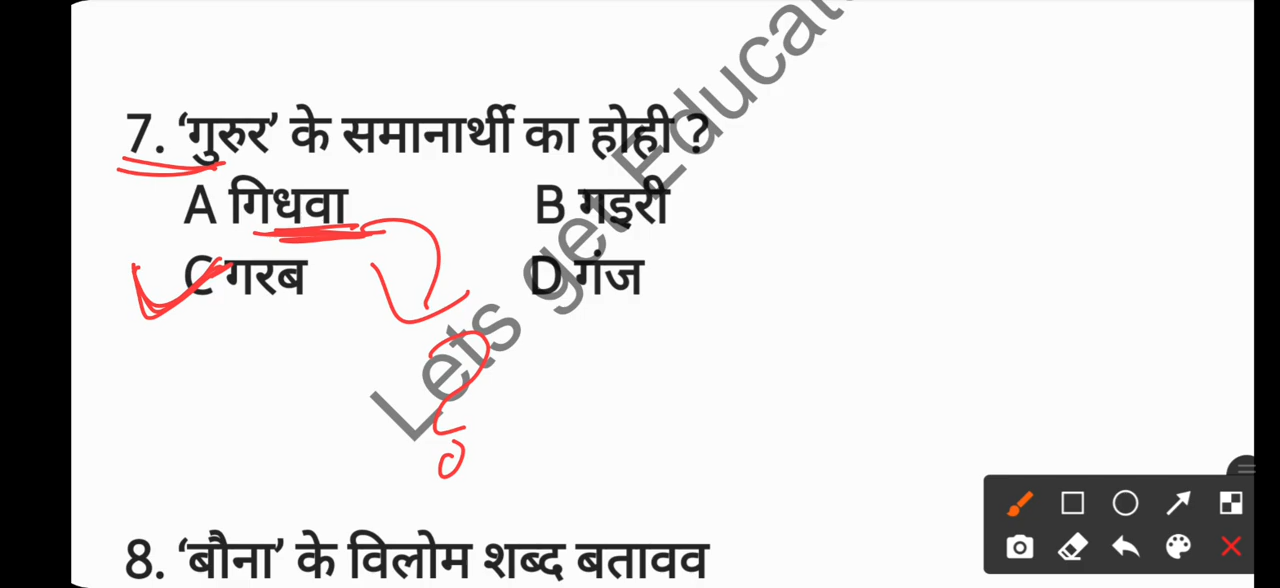 7. ‘गुरुर’ के समानार्थी का होही ?
A गिधवा B गइरी
C गरब D गंज
Lets get Educat
8. ‘बौना’ के विलोम शब्द बतावव